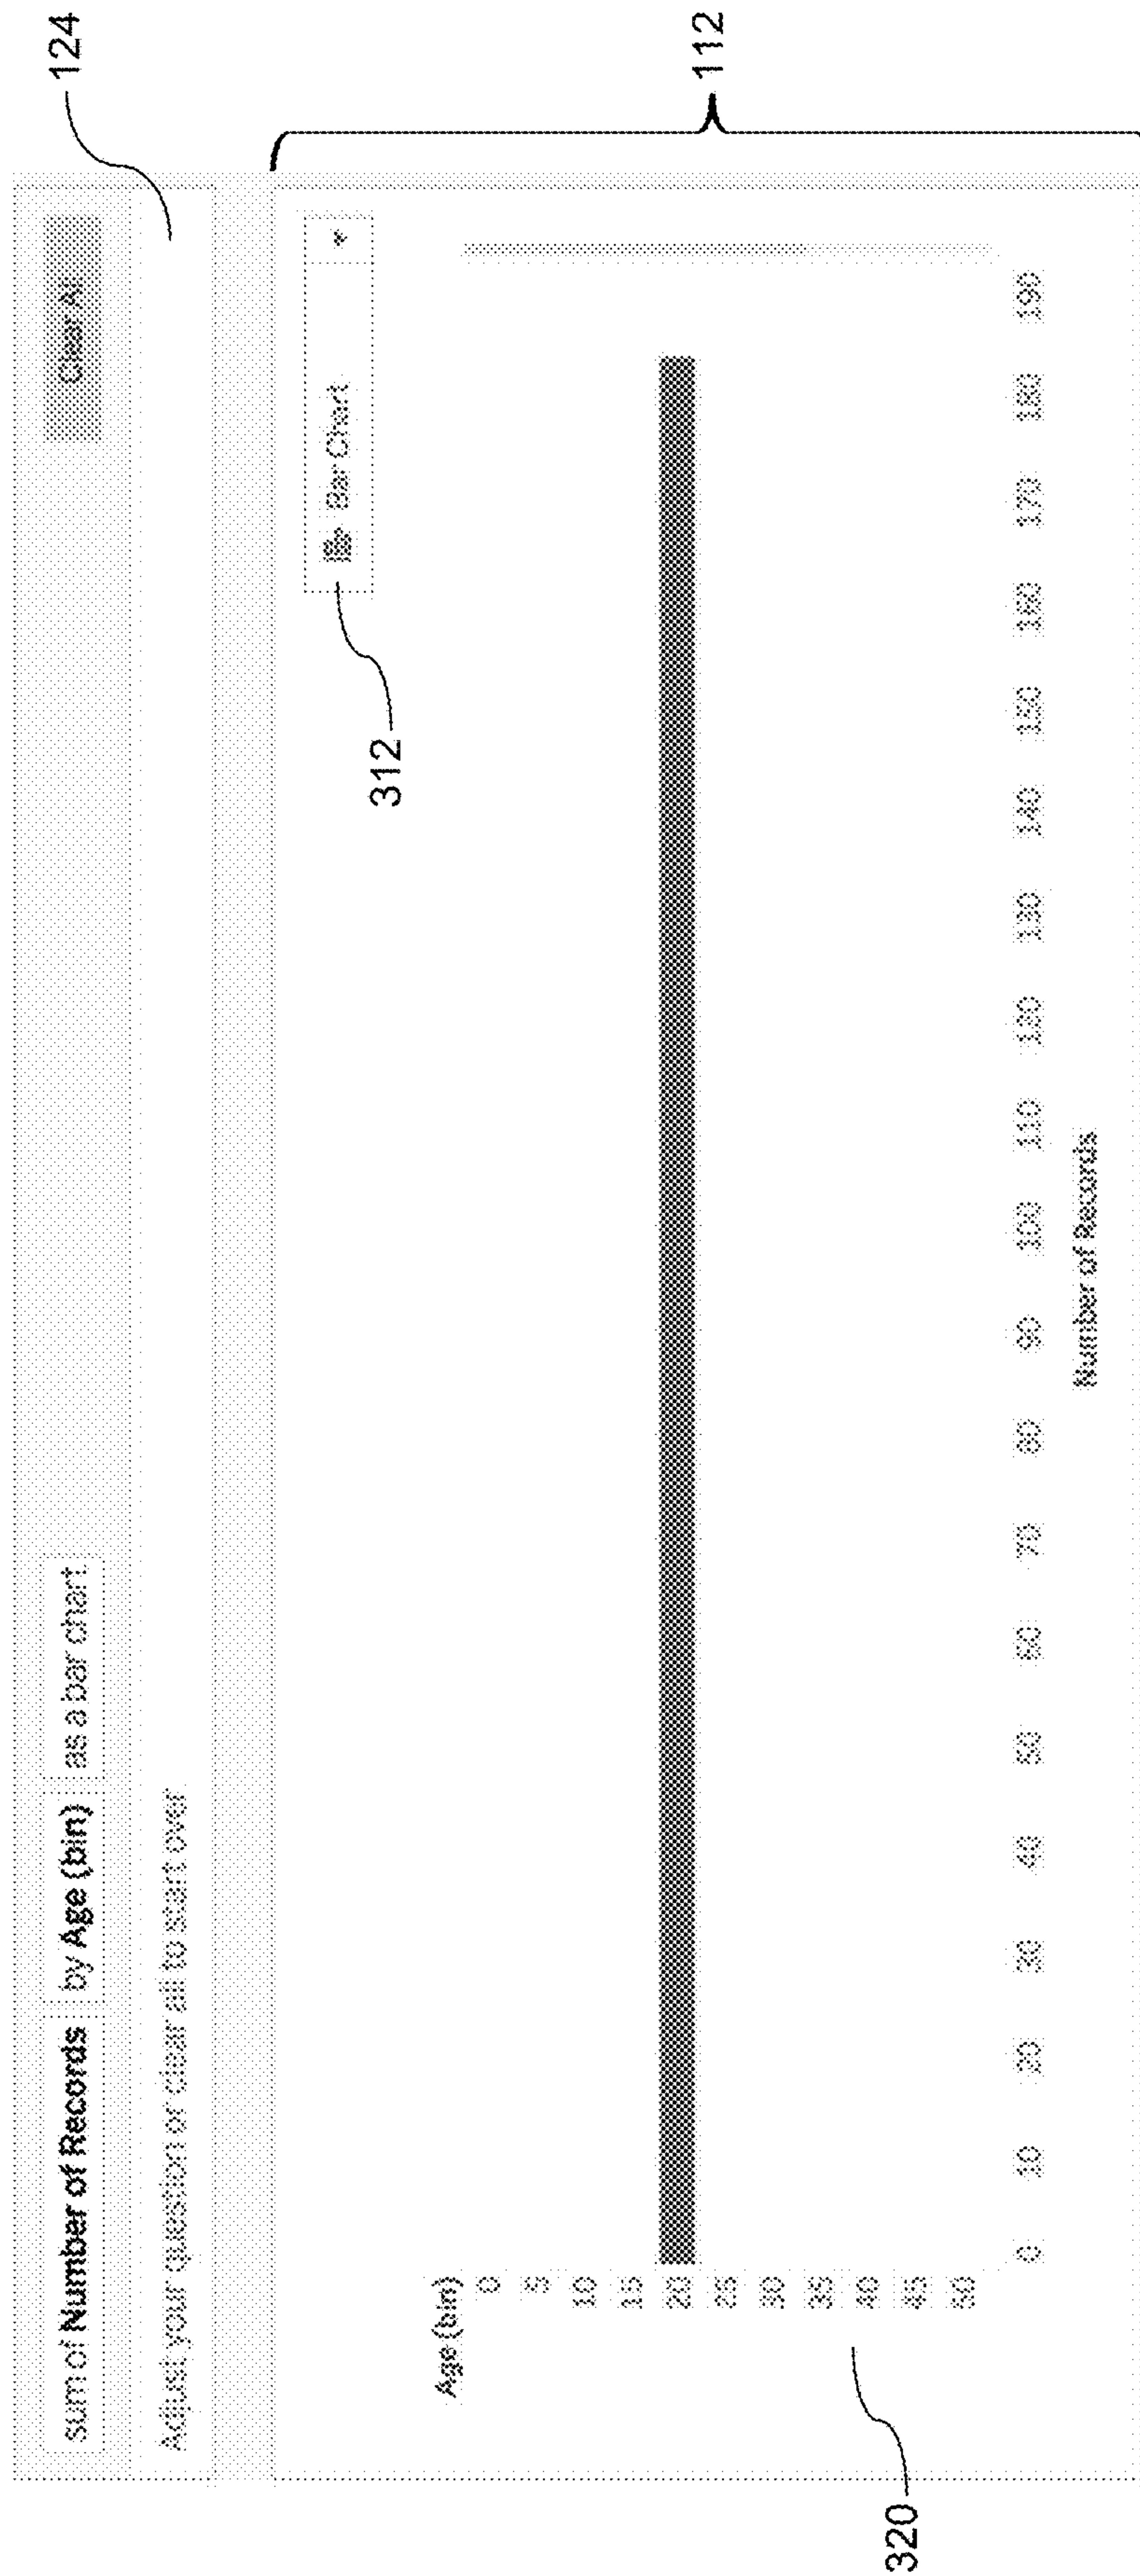 124
sum of Number of Records by Age (bin) as a bar chart Clear All
Adjust your question or clear all to start over
112
Bar Chart
312
Age (bin)
0
5
10
15
20
25
30
35
40
45
50
320
0 10 20 30 40 50 60 70 80 90 100 110 120 130 140 150 160 170 180 190
Number of Records